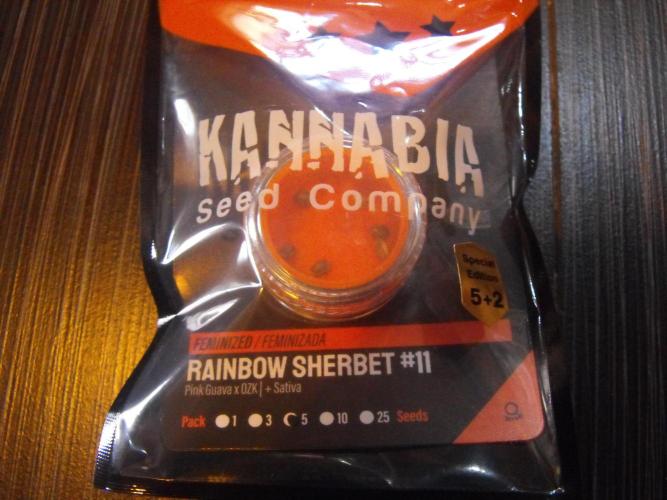 KANNABIA
Seed Company
Special
Edition
5+2
FEMINIZED / FEMINIZADA
RAINBOW SHERBET #11
Pink Guava x OZK | + Sativa
Pack 1 3 5 10 25 Seeds